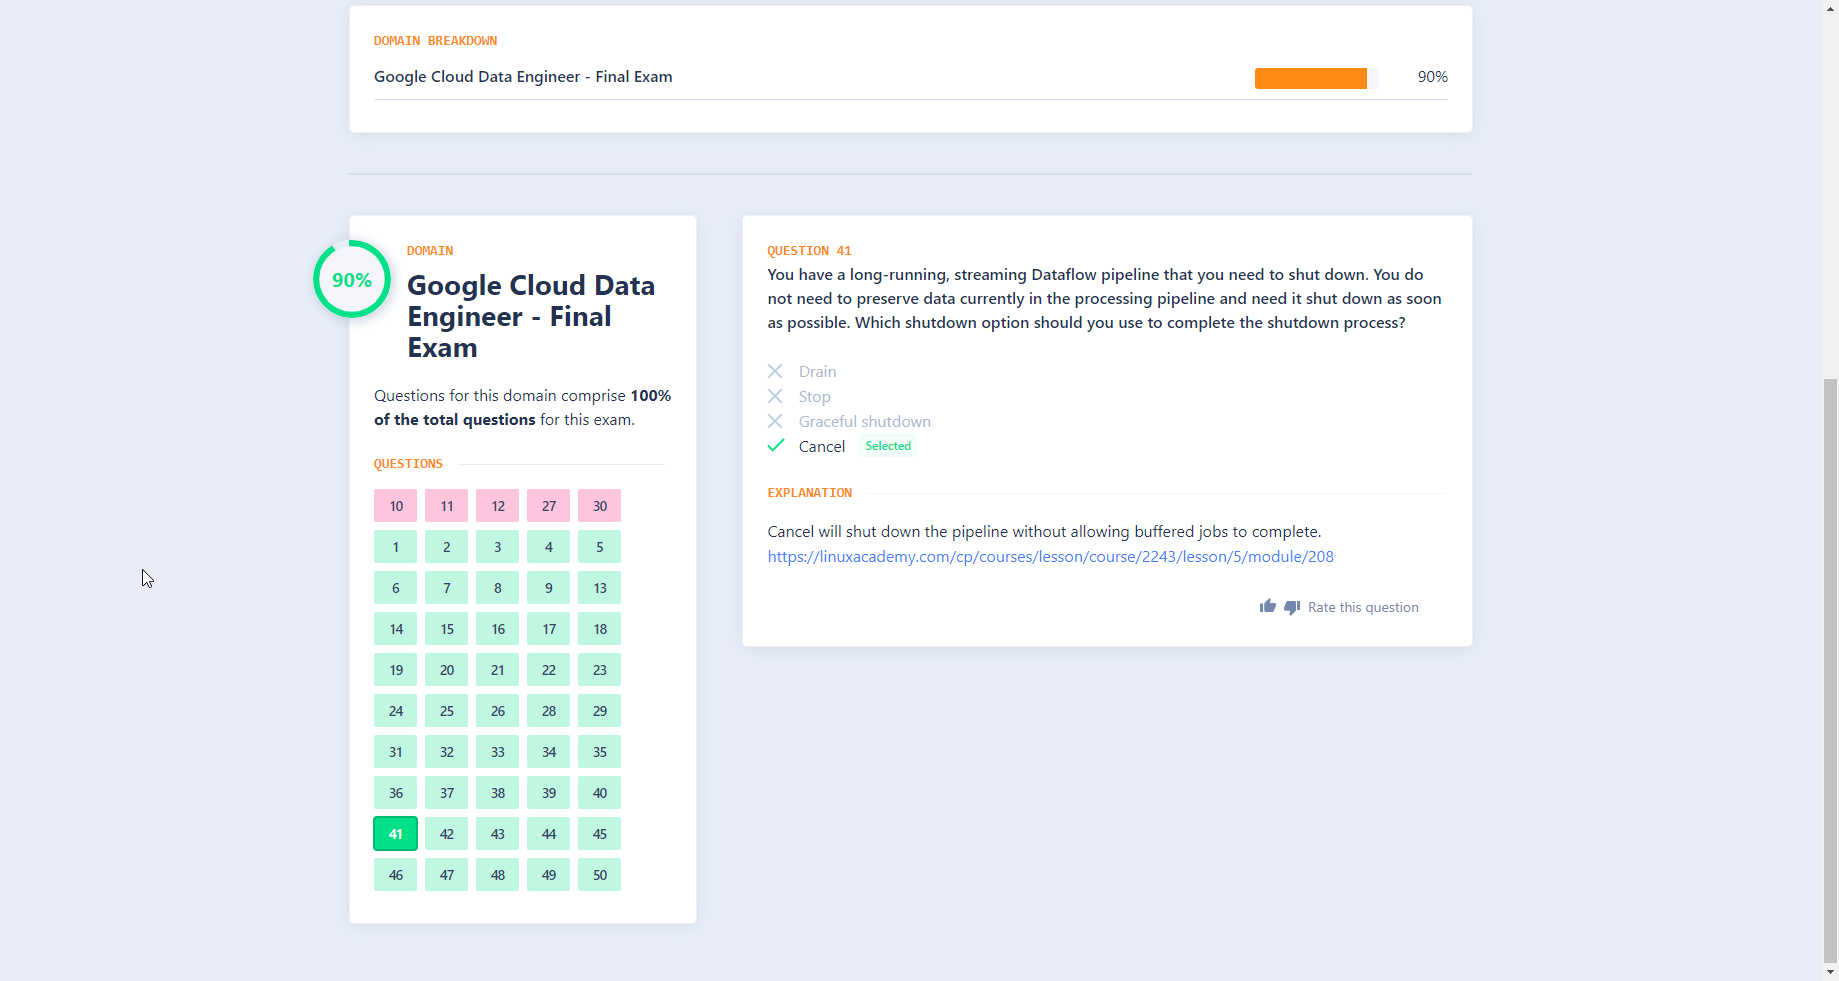 DOMAIN BREAKDOWN
Google Cloud Data Engineer - Final Exam 90%
90%
DOMAIN
Google Cloud Data
Engineer - Final
Exam
Questions for this domain comprise 100%
of the total questions for this exam.
QUESTIONS
10 11 12 27 30
1 2 3 4 5
6 7 8 9 13
14 15 16 17 18
19 20 21 22 23
24 25 26 28 29
31 32 33 34 35
36 37 38 39 40
41 42 43 44 45
46 47 48 49 50
QUESTION 41
You have a long-running, streaming Dataflow pipeline that you need to shut down. You do
not need to preserve data currently in the processing pipeline and need it shut down as soon
as possible. Which shutdown option should you use to complete the shutdown process?
Drain
Stop
Graceful shutdown
Cancel Selected
EXPLANATION
Cancel will shut down the pipeline without allowing buffered jobs to complete.
https://linuxacademy.com/cp/courses/lesson/course/2243/lesson/5/module/208
Rate this question